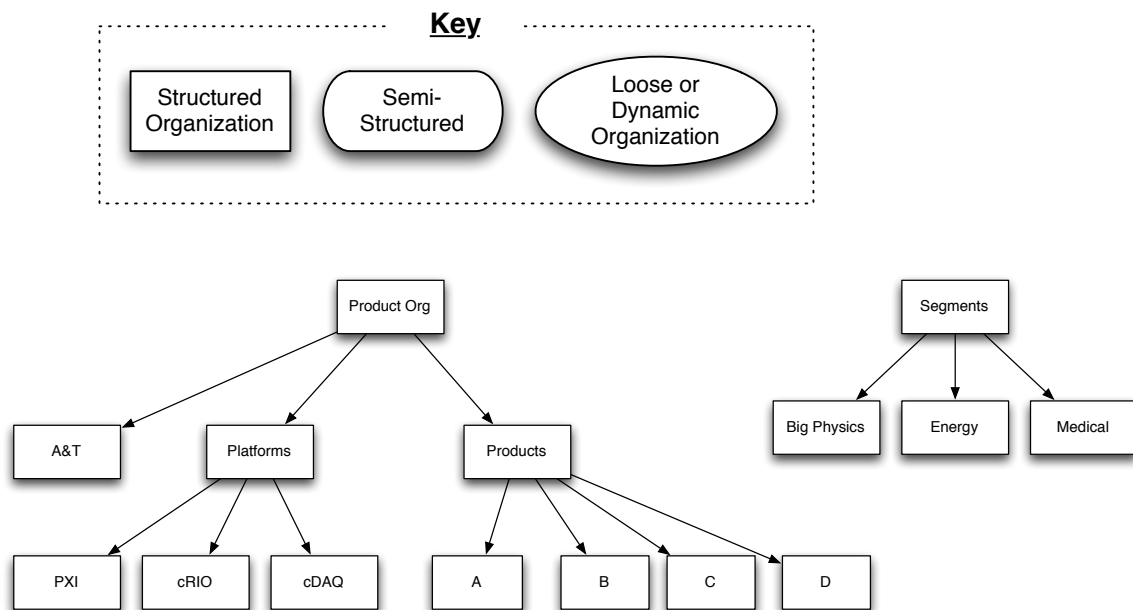 Key
Structured
Organization
Semi-
Structured
Loose or
Dynamic
Organization
Product Org
Segments
A&T
Platforms
Products
Big Physics
Energy
Medical
PXI
cRIO
cDAQ
A
B
C
D